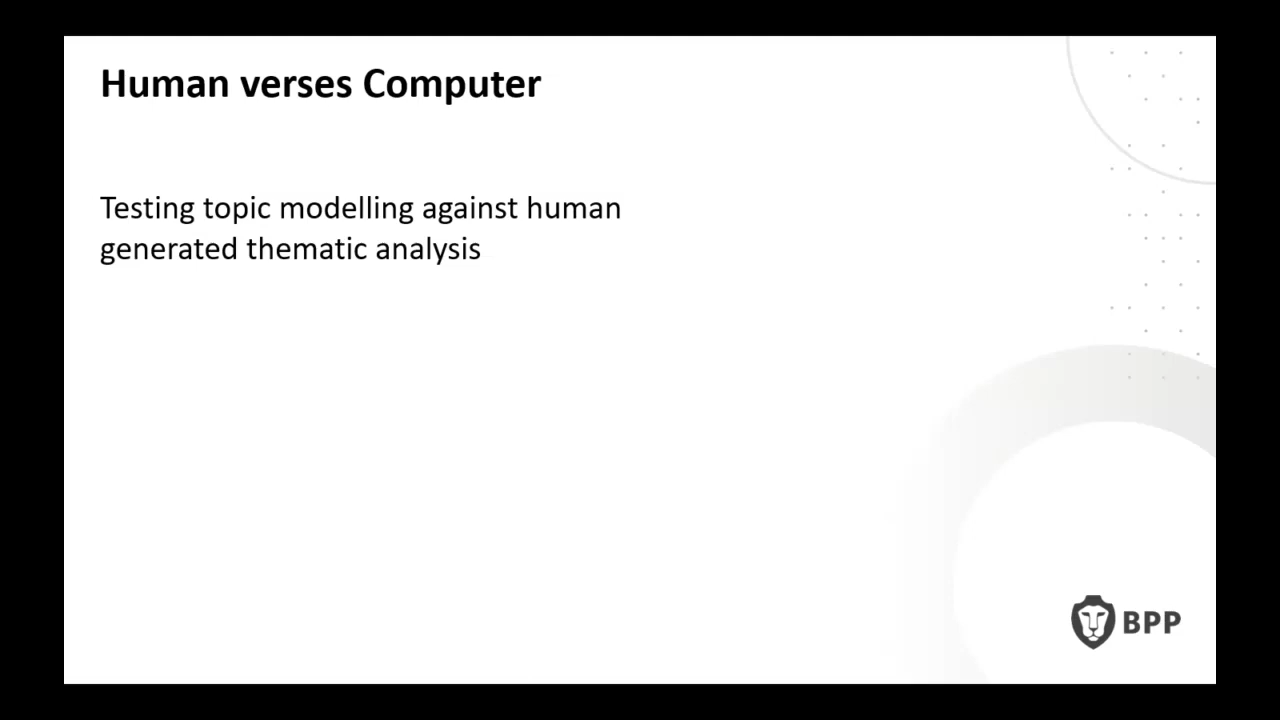 Human verses Computer
Testing topic modelling against human
generated thematic analysis
BPP